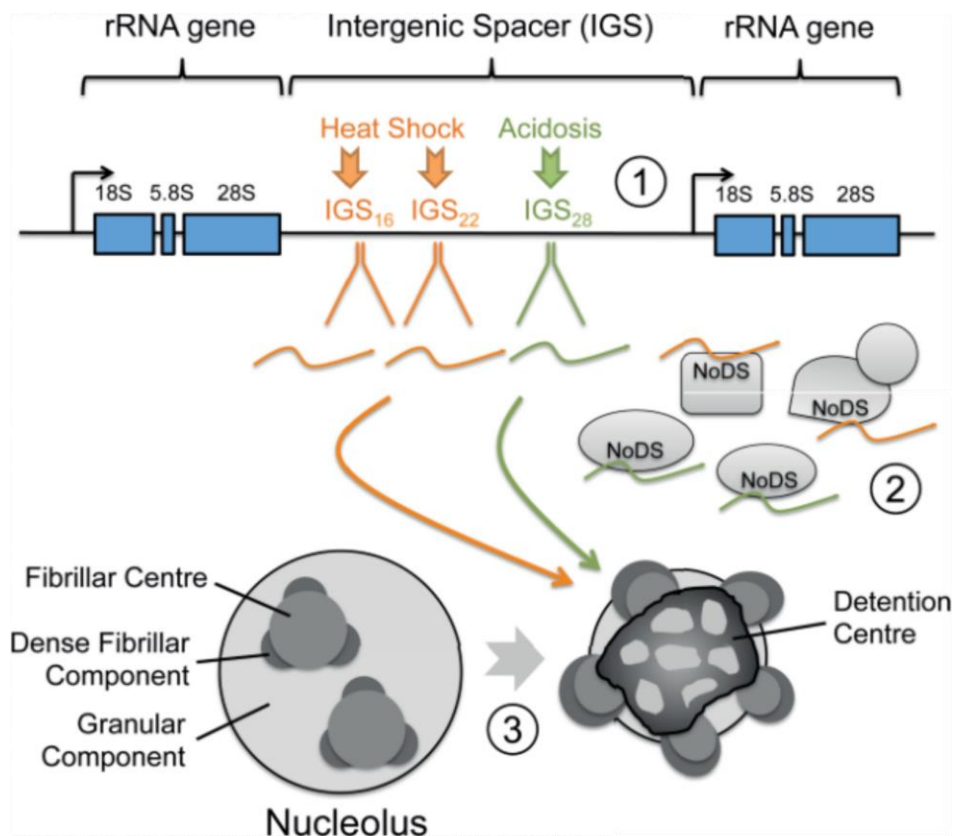 rRNA gene Intergenic Spacer (IGS) rRNA gene
Heat Shock Acidosis
1
18S 5.8S 28S IGS16 IGS22 IGS28 18S 5.8S 28S
NoDS
NoDS
NoDS
NoDS
2
Fibrillar Centre
Dense Fibrillar
Component
Granular
Component
Nucleolus
3
Detention
Centre